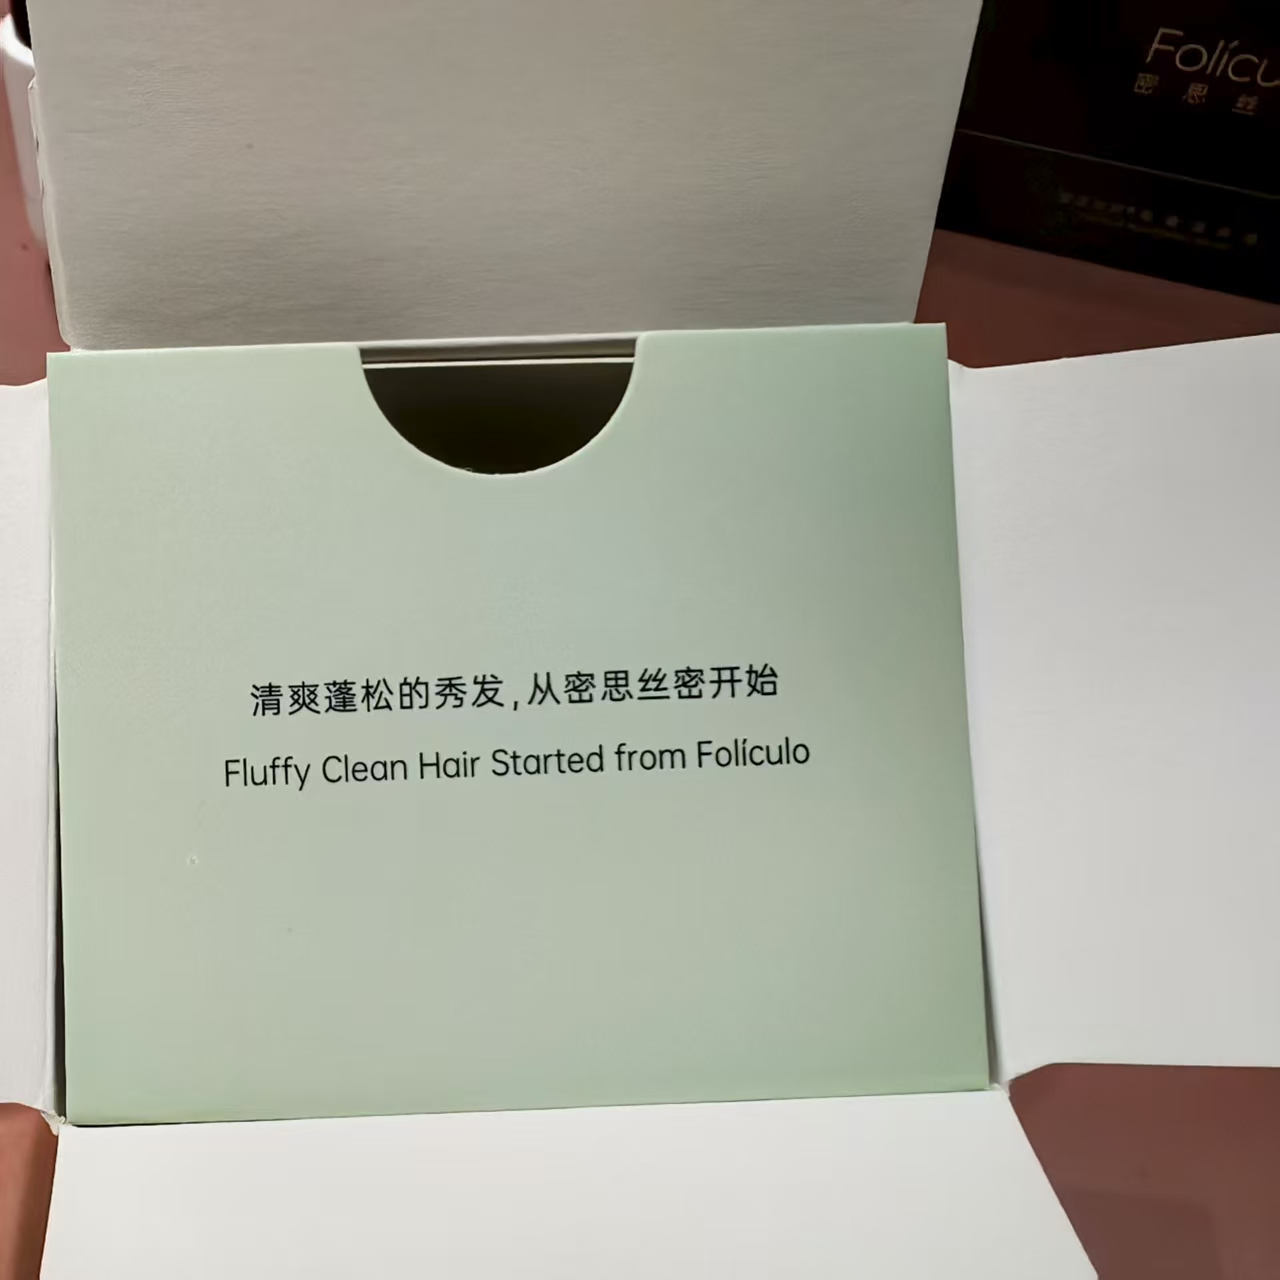 Folícu
密思丝
清爽蓬松的秀发,从密思丝密开始
Fluffy Clean Hair Started from Folículo